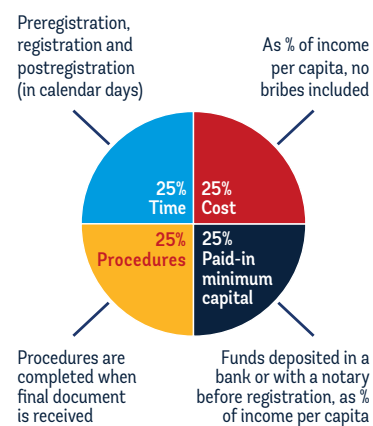 Preregistration,
registration and
postregistration
(in calendar days)
As % of income
per capita, no
bribes included
25%
Time
25%
Cost
25%
Procedures
25%
Paid-in
minimum
capital
Procedures are
completed when
final document
is received
Funds deposited in a
bank or with a notary
before registration, as %
of income per capita